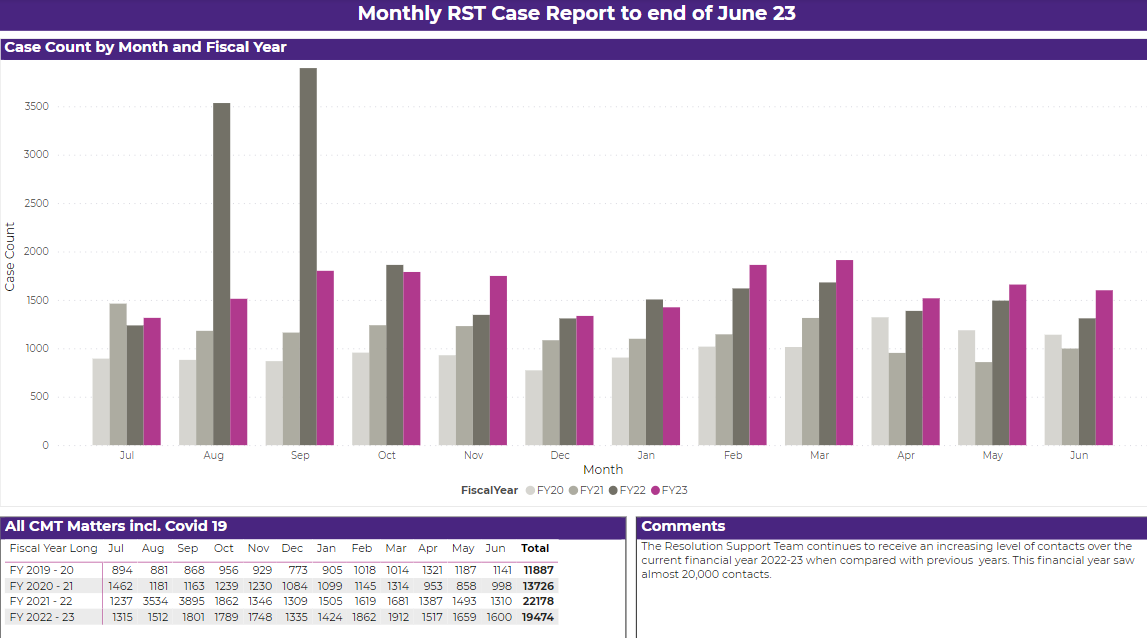 Monthly RST Case Report to end of June 23
Case Count by Month and Fiscal Year
Case Count
3500
3000
2500
2000
1500
1000
500
0
Jul Aug Sep Oct Nov Dec Jan Feb Mar Apr May Jun
Month
FiscalYear FY20 FY21 FY22 FY23
All CMT Matters incl. Covid 19
Fiscal Year Long Jul Aug Sep Oct Nov Dec Jan Feb Mar Apr May Jun Total
FY 2019 - 20 894 881 868 956 929 773 905 1018 1014 1321 1187 1141 11887
FY 2020 - 21 1462 1181 1163 1239 1230 1084 1099 1145 1314 953 858 998 13726
FY 2021 - 22 1237 3534 3895 1862 1346 1309 1505 1619 1681 1387 1493 1310 22178
FY 2022 - 23 1315 1512 1801 1789 1748 1335 1424 1862 1912 1517 1659 1600 19474
Comments
The Resolution Support Team continues to receive an increasing level of contacts over the
current financial year 2022-23 when compared with previous years. This financial year saw
almost 20,000 contacts.